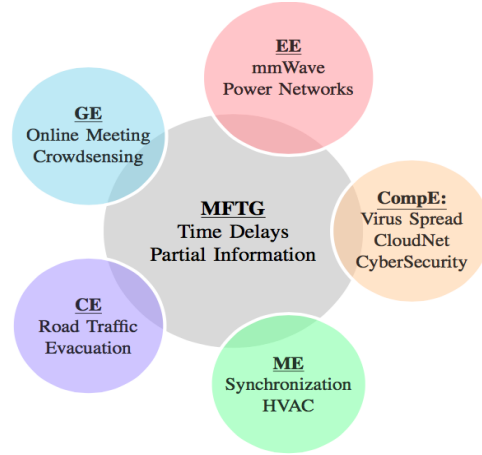 EE
mmWave
Power Networks
GE
Online Meeting
Crowdsensing
MFTG
Time Delays
Partial Information
CompE:
Virus Spread
CloudNet
CyberSecurity
CE
Road Traffic
Evacuation
ME
Synchronization
HVAC